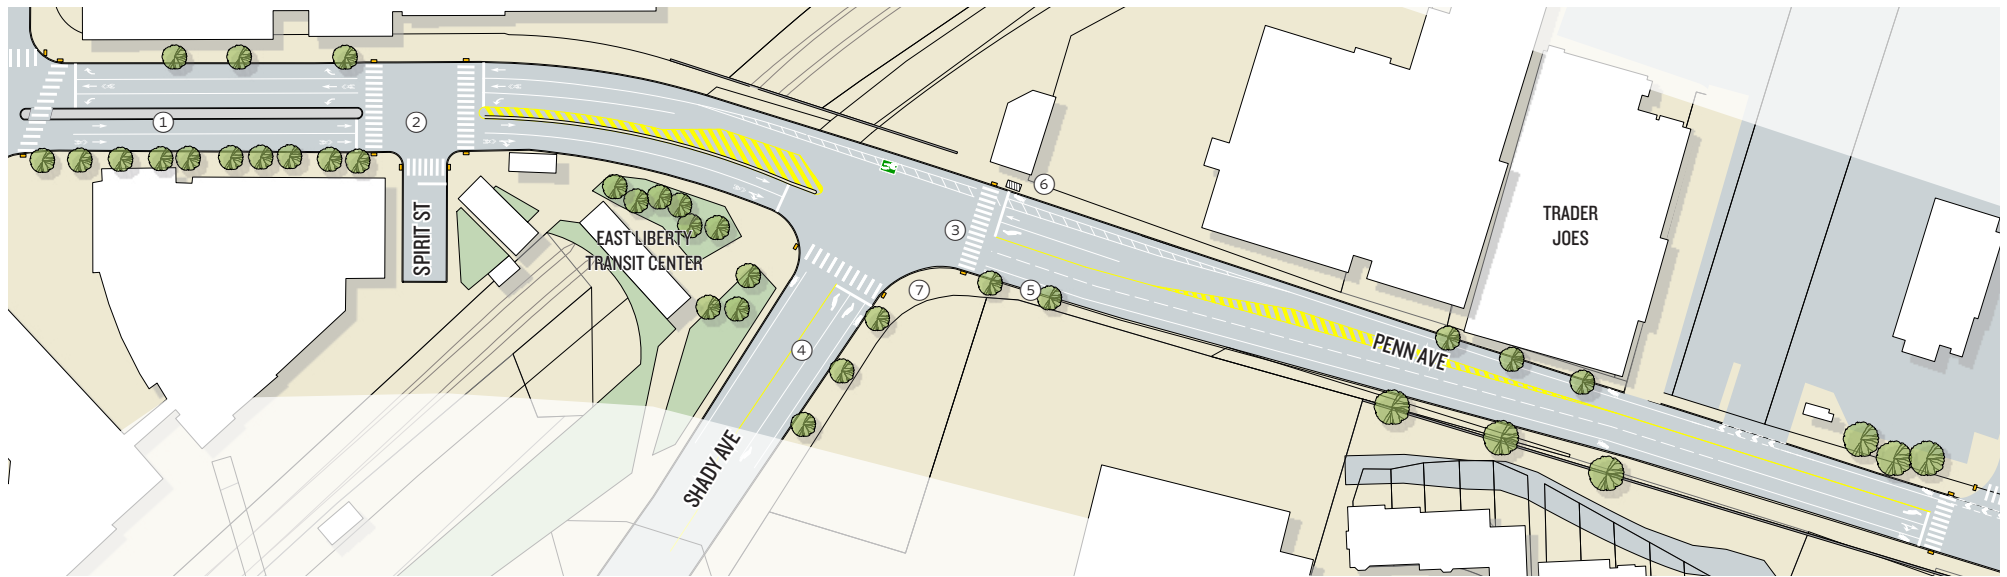 1
2
3
4
5
6
7
SPIRIT ST
EAST LIBERTY
TRANSIT CENTER
SHADY AVE
PENN AVE
TRADER
JOES